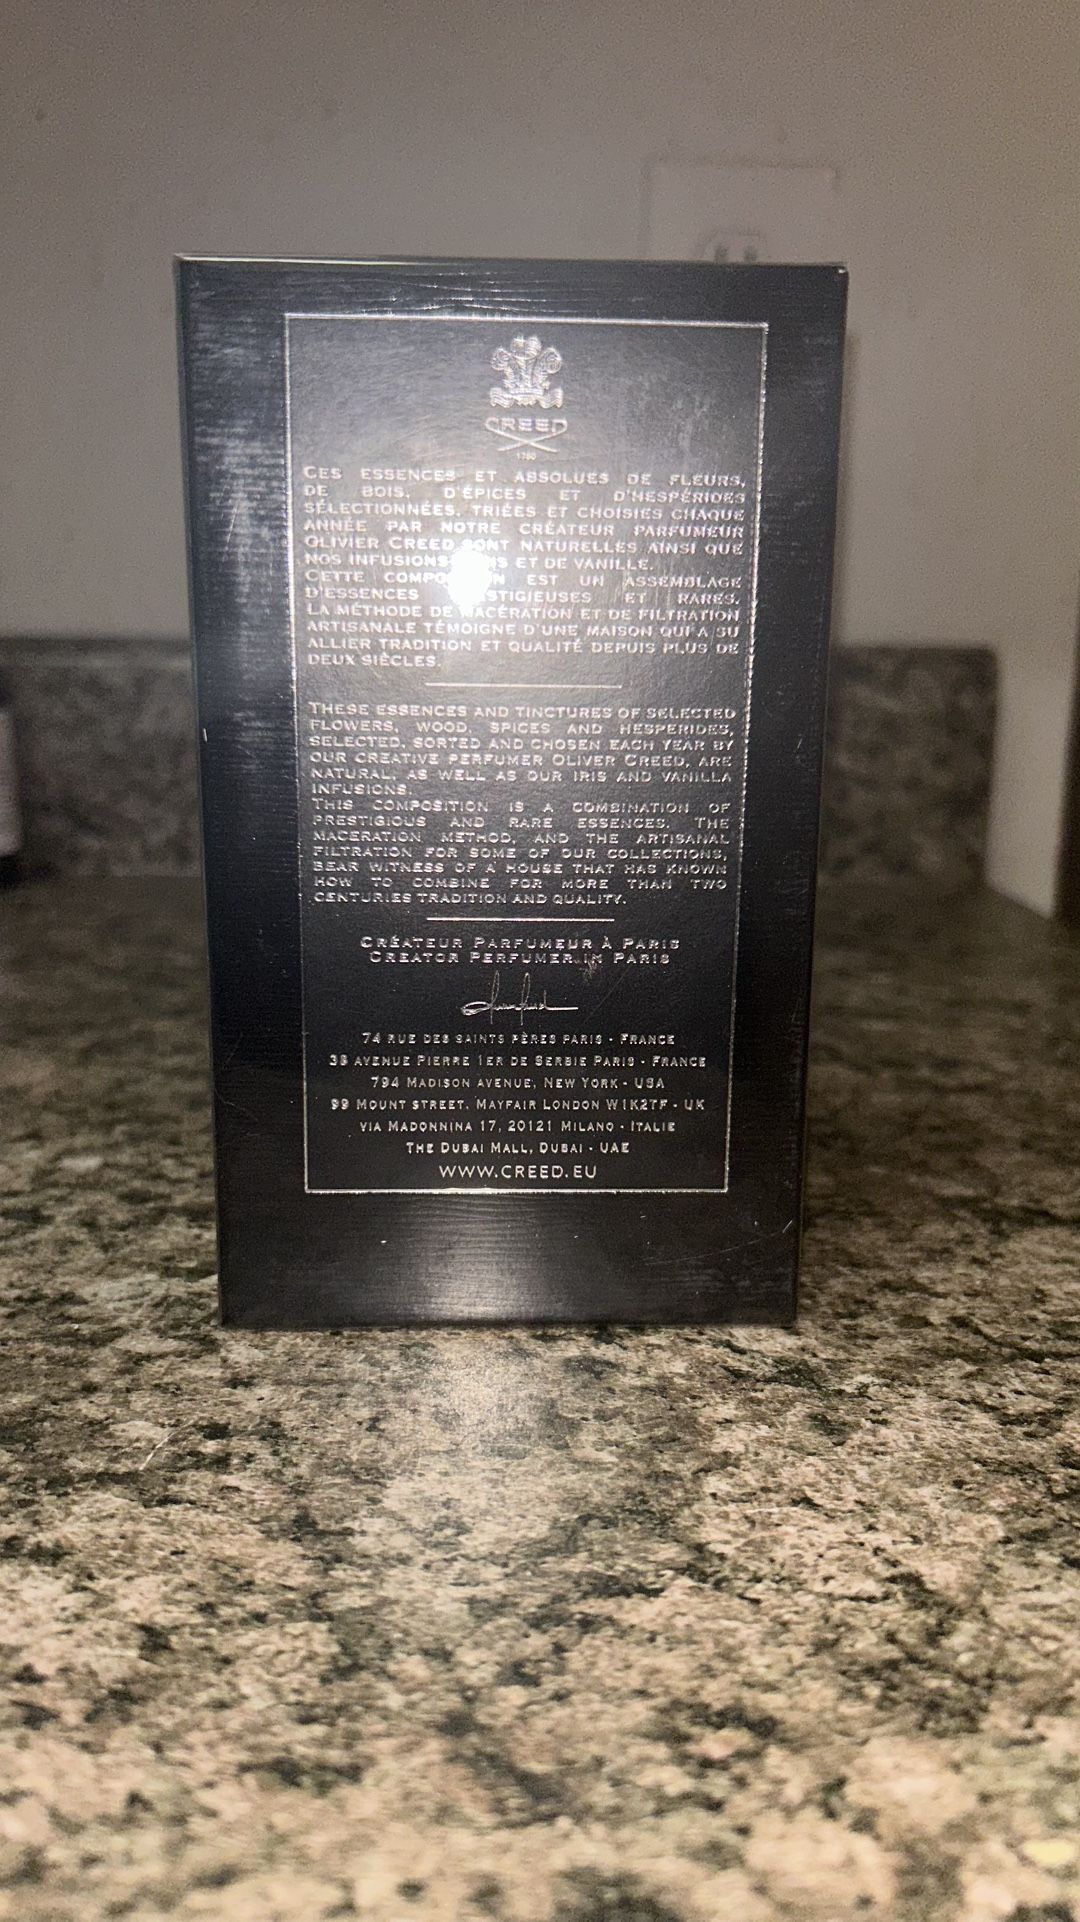 CREED
1760
CES ESSENCES ET ABSOLUES DE FLEURS,
DE BOIS, D'ÉPICES ET D'HESPÉRIDES
SÉLECTIONNÉES, TRIÉES ET CHOISIES CHAQUE
ANNÉE PAR NOTRE CRÉATEUR PARFUMEUR
OLIVIER CREED SONT NATURELLES AINSI QUE
NOS INFUSIONS ET DE VANILLE.
CETTE EST UN ASSEMBLAGE
D'ESSENCES ET RARES.
LA MÉTHODE DE MACÉRATION ET DE FILTRATION
ARTISANALE TÉMOIGNE D'UNE MAISON QUI A SU
ALLIER TRADITION ET QUALITÉ DEPUIS PLUS DE
DEUX SIÈCLES.
THESE ESSENCES AND TINCTURES OF SELECTED
FLOWERS, WOOD, SPICES AND HESPERIDES,
SELECTED, SORTED AND CHOSEN EACH YEAR BY
OUR CREATIVE PERFUMER OLIVER CREED, ARE
NATURAL, AS WELL AS OUR IRIS AND VANILLA
INFUSIONS.
THIS COMPOSITION IS A COMBINATION OF
PRESTIGIOUS AND RARE ESSENCES. THE
MACERATION METHOD, AND THE ARTISANAL
FILTRATION FOR SOME OF OUR COLLECTIONS,
BEAR WITNESS OF A HOUSE THAT HAS KNOWN
HOW TO COMBINE FOR MORE THAN TWO
CENTURIES TRADITION AND QUALITY.
CRÉATEUR PARFUMEUR À PARIS
CREATOR PERFUMER IN PARIS
74 RUE DES SAINTS PÈRES PARIS - FRANCE
38 AVENUE PIERRE 1ER DE SERBIE PARIS - FRANCE
794 MADISON AVENUE, NEW YORK - USA
99 MOUNT STREET, MAYFAIR LONDON W1K2TF - UK
VIA MADONNINA 17, 20121 MILANO - ITALIE
THE DUBAI MALL, DUBAI - UAE
WWW.CREED.EU